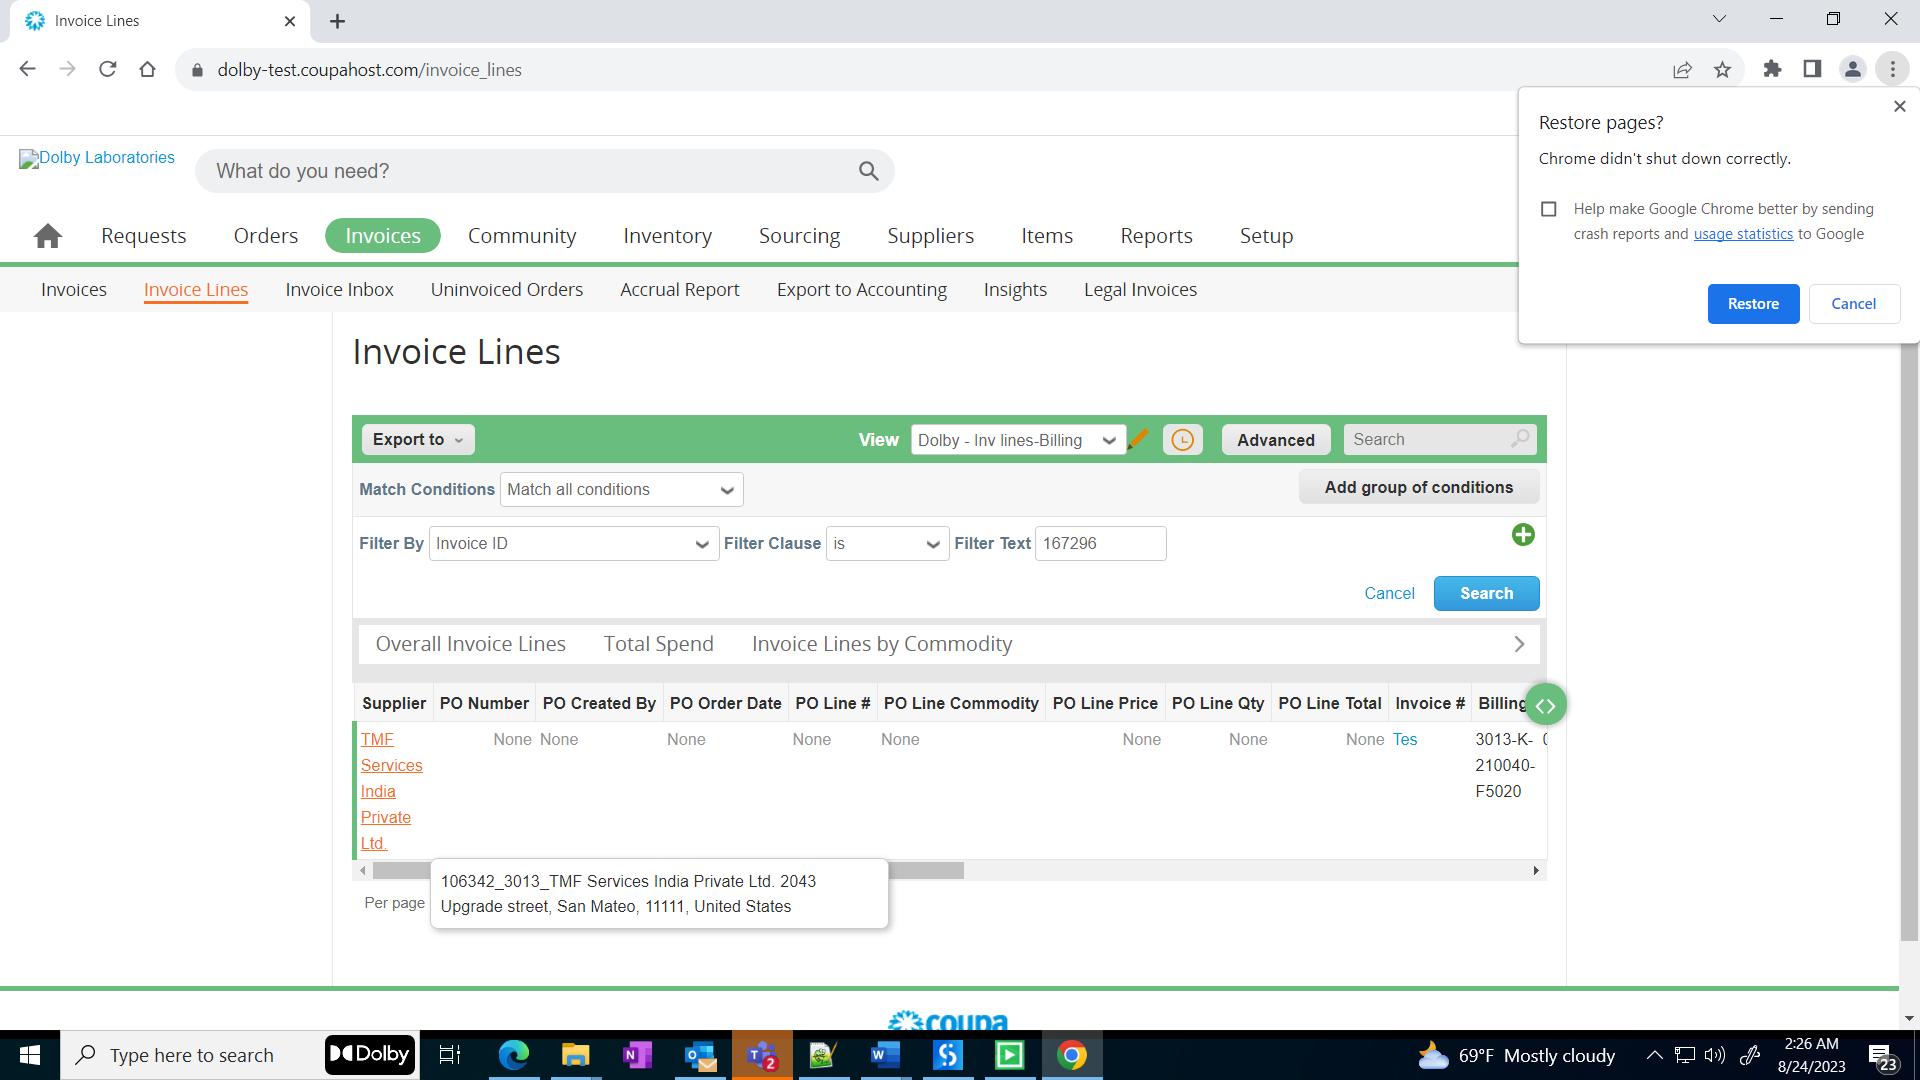 Invoice Lines
dolby-test.coupahost.com/invoice_lines
Restore pages?
Chrome didn't shut down correctly.
Help make Google Chrome better by sending
crash reports and usage statistics to Google
Restore Cancel
Dolby Laboratories
What do you need?
Requests Orders Invoices Community Inventory Sourcing Suppliers Items Reports Setup
Invoices Invoice Lines Invoice Inbox Uninvoiced Orders Accrual Report Export to Accounting Insights Legal Invoices
Invoice Lines
Export to View Dolby - Inv lines-Billing Advanced Search
Match Conditions Match all conditions Add group of conditions
Filter By Invoice ID Filter Clause is Filter Text 167296
Cancel Search
Overall Invoice Lines Total Spend Invoice Lines by Commodity
Supplier PO Number PO Created By PO Order Date PO Line # PO Line Commodity PO Line Price PO Line Qty PO Line Total Invoice # Billing
TMF None None None None None None None None Tes 3013-K-
Services 210040-
India F5020
Private
Ltd.
106342_3013_TMF Services India Private Ltd. 2043
Upgrade street, San Mateo, 11111, United States
Per page
coupa
Type here to search Dolby 2 69°F Mostly cloudy 2:26 AM
8/24/2023 23